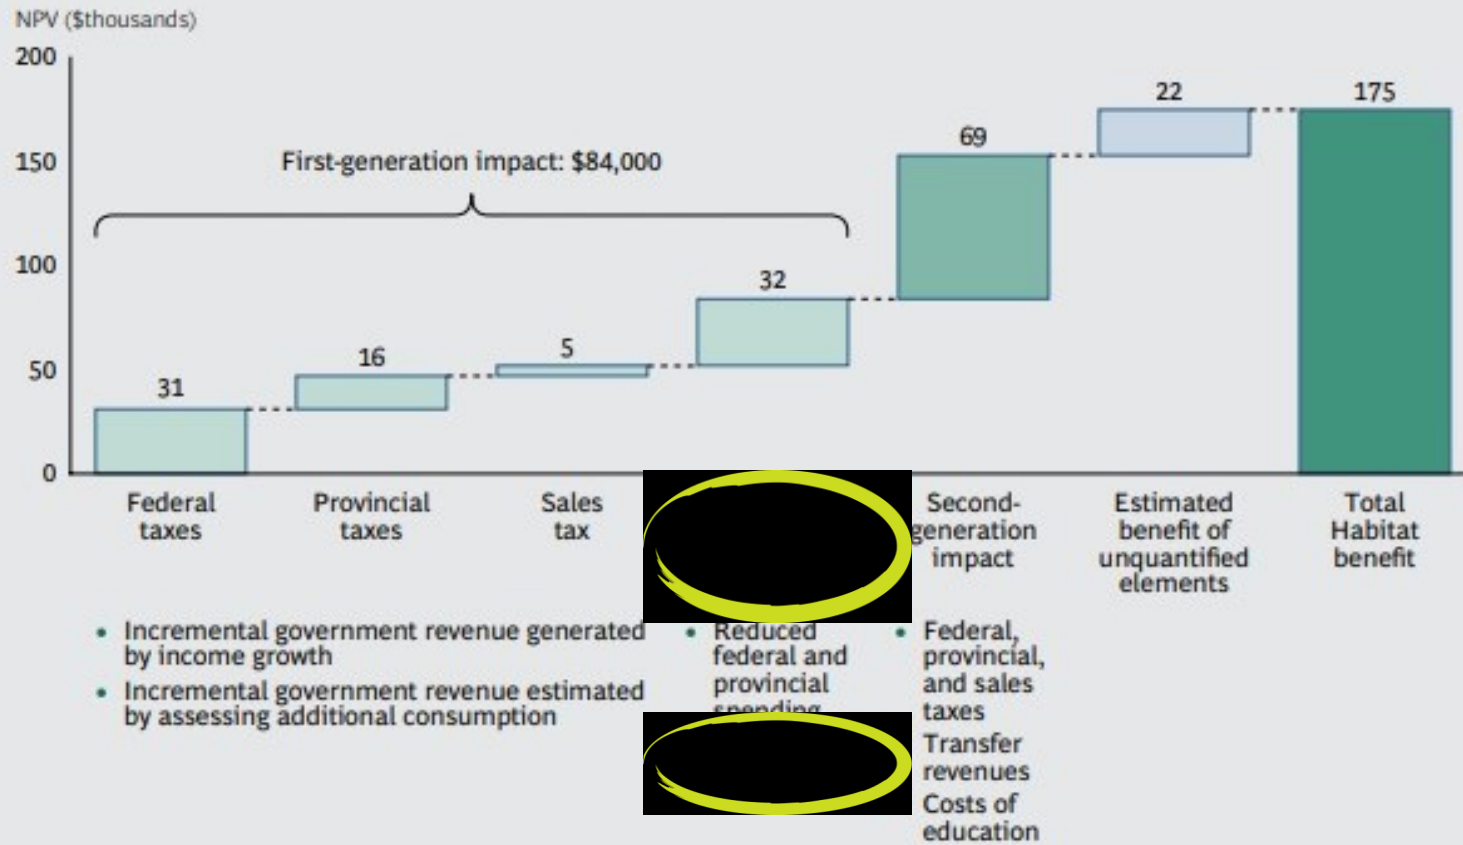 NPV ($thousands)
200
150
100
50
0
First-generation impact: $84,000
31
16
5
32
69
22
175
Federal
taxes
Provincial
taxes
Sales
tax
Second-
generation
impact
Estimated
benefit of
unquantified
elements
Total
Habitat
benefit
• Incremental government revenue generated
by income growth
• Incremental government revenue estimated
by assessing additional consumption
• Reduced
federal and
provincial
spending
• Federal,
provincial,
and sales
taxes
Transfer
revenues
Costs of
education